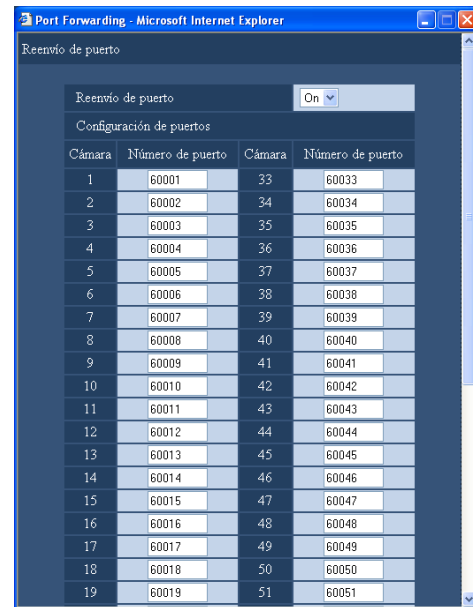 Port Forwarding - Microsoft Internet Explorer
Reenvío de puerto
Reenvío de puerto On
Configuración de puertos
Cámara Número de puerto Cámara Número de puerto
1 60001 33 60033
2 60002 34 60034
3 60003 35 60035
4 60004 36 60036
5 60005 37 60037
6 60006 38 60038
7 60007 39 60039
8 60008 40 60040
9 60009 41 60041
10 60010 42 60042
11 60011 43 60043
12 60012 44 60044
13 60013 45 60045
14 60014 46 60046
15 60015 47 60047
16 60016 48 60048
17 60017 49 60049
18 60018 50 60050
19 60019 51 60051